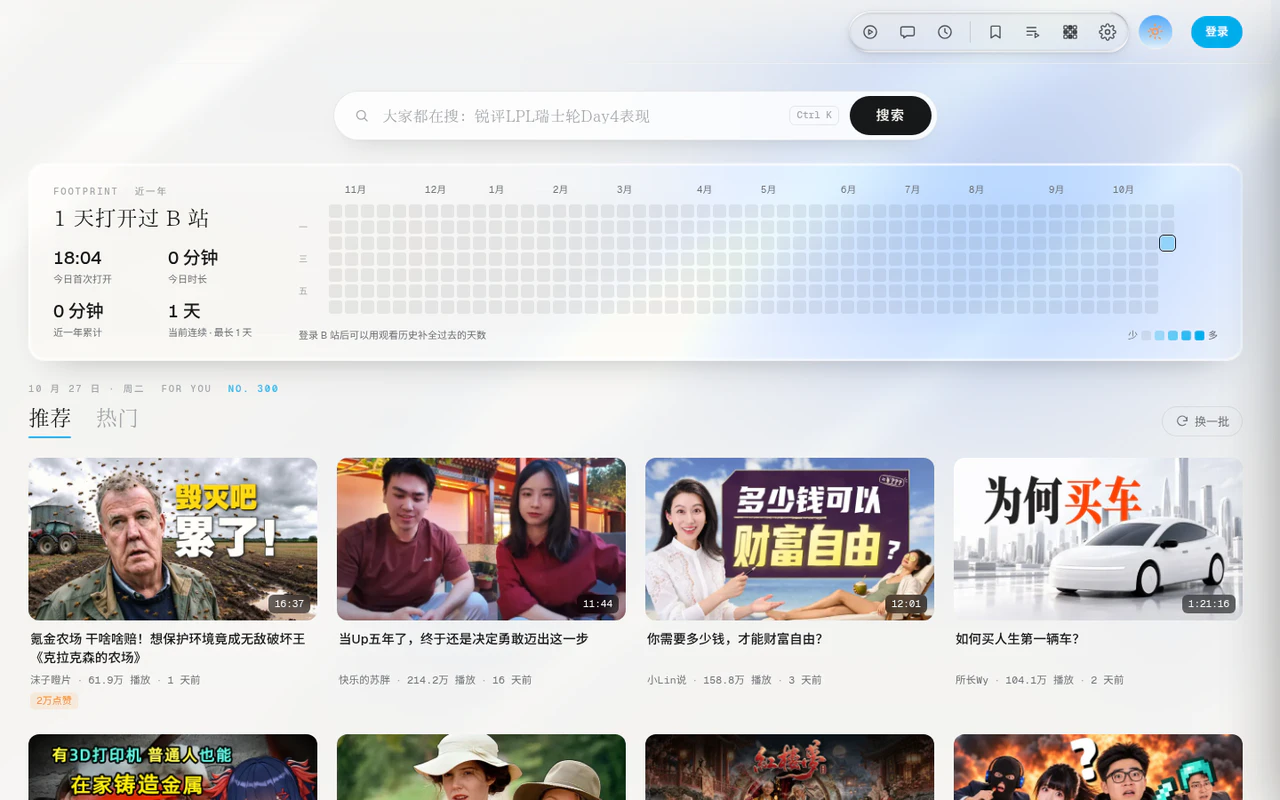 登录
大家都在搜：锐评LPL瑞士轮Day4表现
Ctrl K
搜索
FOOTPRINT 近一年
1 天打开过 B 站
18:04
今日首次打开
0 分钟
今日时长
0 分钟
近一年累计
1 天
当前连续 · 最长 1 天
11月 12月 1月 2月 3月 4月 5月 6月 7月 8月 9月 10月
一
三
五
登录 B 站后可以用观看历史补全过去的天数
少 多
10 月 27 日 · 周二 FOR YOU NO. 300
推荐 热门
换一批
毁灭吧
累了！
16:37
11:44
多少钱可以
财富自由？
12:01
为何买车
1:21:16
氪金农场 干啥啥赔！想保护环境竟成无敌破坏王
《克拉克森的农场》
沫子瞪片 · 61.9万 播放 · 1 天前
2万点赞
当Up五年了，终于还是决定勇敢迈出这一步
快乐的苏胖 · 214.2万 播放 · 16 天前
你需要多少钱，才能财富自由？
小Lin说 · 158.8万 播放 · 3 天前
如何买人生第一辆车？
所长Wy · 104.1万 播放 · 2 天前
有3D打印机 普通人也能
在家铸造金属
红楼梦
?